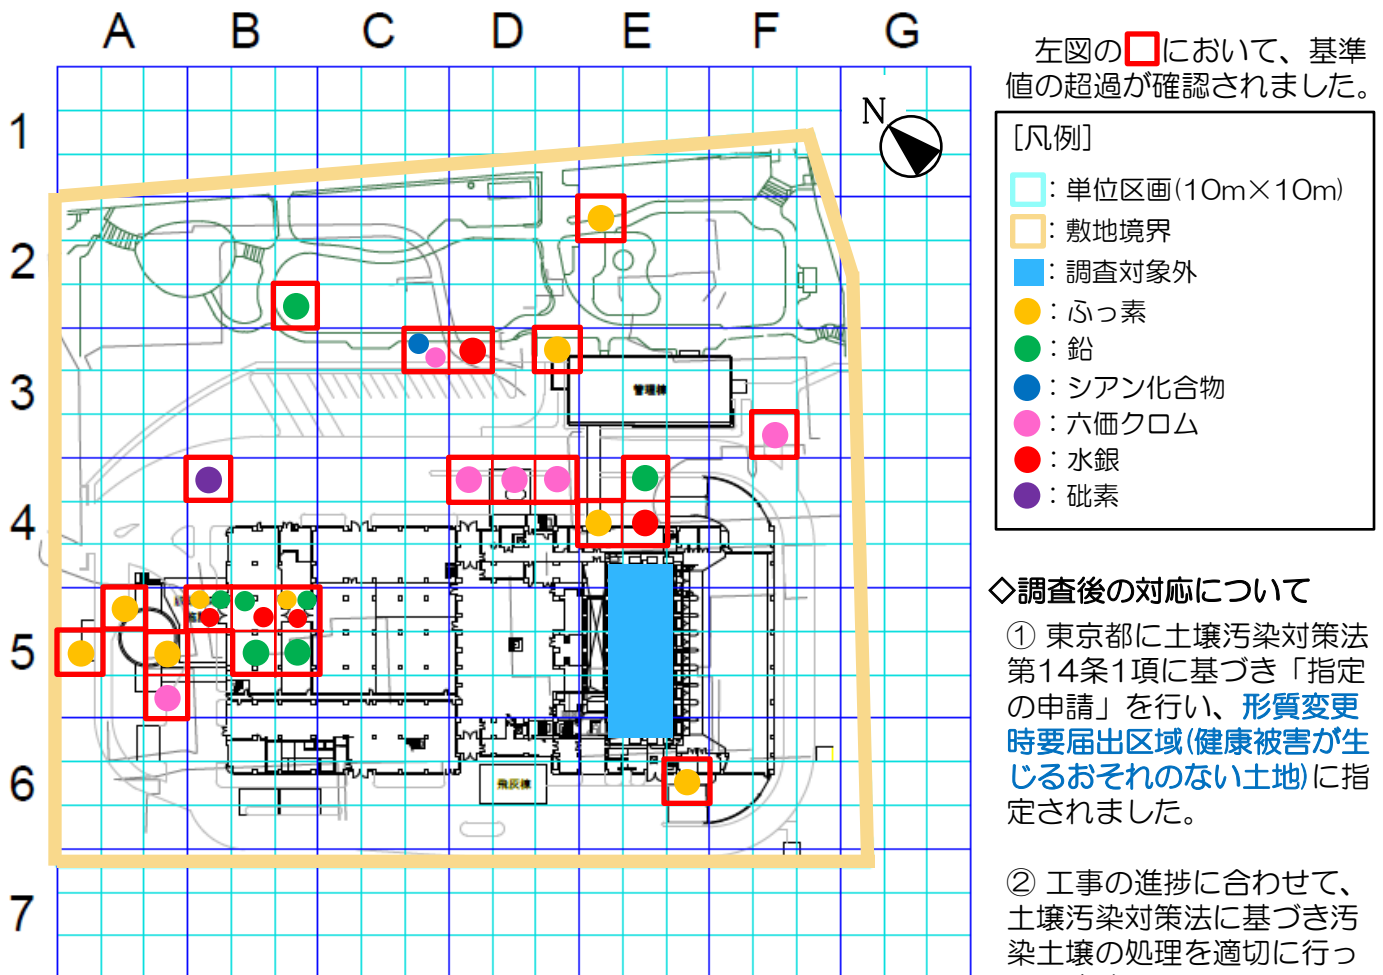 A B C D E F G
1
2
3
4
5
6
7
N
管理棟
飛灰棟
左図の□において、基準
値の超過が確認されました。
[凡例]
：単位区画(10m×10m)
：敷地境界
：調査対象外
：ふっ素
：鉛
：シアン化合物
：六価クロム
：水銀
：砒素
◇調査後の対応について
① 東京都に土壌汚染対策法
第14条1項に基づき「指定
の申請」を行い、形質変更
時要届出区域(健康被害が生
じるおそれのない土地)に指
定されました。
② 工事の進捗に合わせて、
土壌汚染対策法に基づき汚
染土壌の処理を適切に行っ